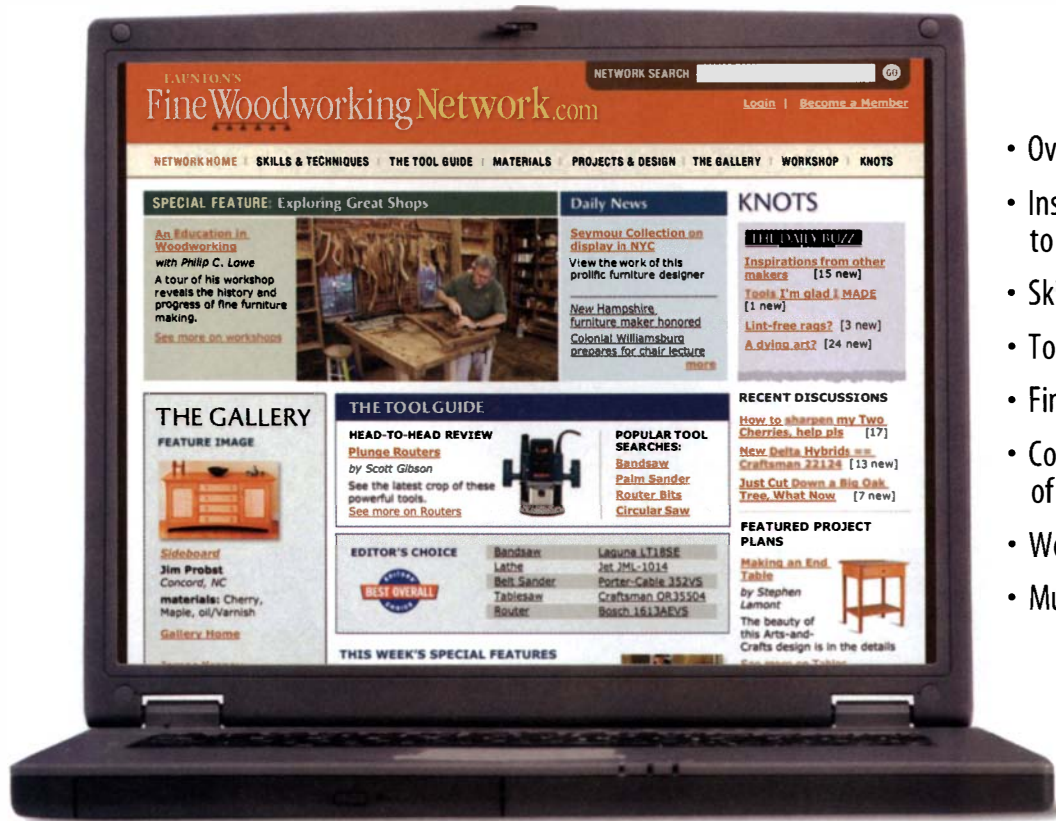 TAUNTON'S
FineWoodworkingNetwork.com
NETWORK SEARCH
GO
Login | Become a Member
NETWORK HOME | SKILLS & TECHNIQUES | THE TOOL GUIDE | MATERIALS | PROJECTS & DESIGN | THE GALLERY | WORKSHOP | KNOTS
SPECIAL FEATURE: Exploring Great Shops
An Education in
Woodworking
with Philip C. Lowe
A tour of his workshop
reveals the history and
progress of fine furniture
making.
See more on workshops
Daily News
Seymour Collection on
display in NYC
View the work of this
prolific furniture designer
New Hampshire
furniture maker honored
Colonial Williamsburg
prepares for chair lecture
more
KNOTS
THE DAILY BUZZ
Inspirations from other
makers [15 new]
Tools I'm glad I MADE
[1 new]
Lint-free rags? [3 new]
A dying art? [24 new]
RECENT DISCUSSIONS
How to sharpen my Two
Cherries, help pls [17]
New Delta Hybrids ==
Craftsman 22124 [13 new]
Just Cut Down a Big Oak
Tree, What Now [7 new]
FEATURED PROJECT
PLANS
Making an End
Table
by Stephen
Lamont
The beauty of
this Arts-and-
Crafts design is in the details
See more on Tables
THE GALLERY
FEATURE IMAGE
Sideboard
Jim Probst
Concord, NC
materials: Cherry,
Maple, oil/Varnish
Gallery Home
THE TOOL GUIDE
HEAD-TO-HEAD REVIEW
Plunge Routers
by Scott Gibson
See the latest crop of these
powerful tools.
See more on Routers
POPULAR TOOL
SEARCHES:
Bandsaw
Palm Sander
Router Bits
Circular Saw
EDITOR'S CHOICE
EDITOR'S
BEST OVERALL
CHOICE
Bandsaw Laguna LT18SE
Lathe Jet JML-1014
Belt Sander Porter-Cable 352VS
Tablesaw Craftsman OR35504
Router Bosch 1613AEVS
THIS WEEK'S SPECIAL FEATURES
• Ov
• Ins
to
• Sk
• To
• Fin
• Co
of
• We
• Mu